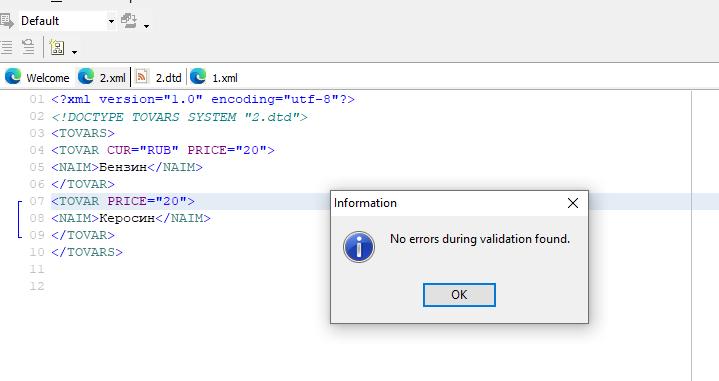 Default
Welcome 2.xml 2.dtd 1.xml
01 <?xml version="1.0" encoding="utf-8"?>
02 <!DOCTYPE TOVARS SYSTEM "2.dtd">
03 <TOVARS>
04 <TOVAR CUR="RUB" PRICE="20">
05 <NAIM>Бензин</NAIM>
06 </TOVAR>
07 <TOVAR PRICE="20">
08 <NAIM>Керосин</NAIM>
09 </TOVAR>
10 </TOVARS>
11
12
Information
No errors during validation found.
OK